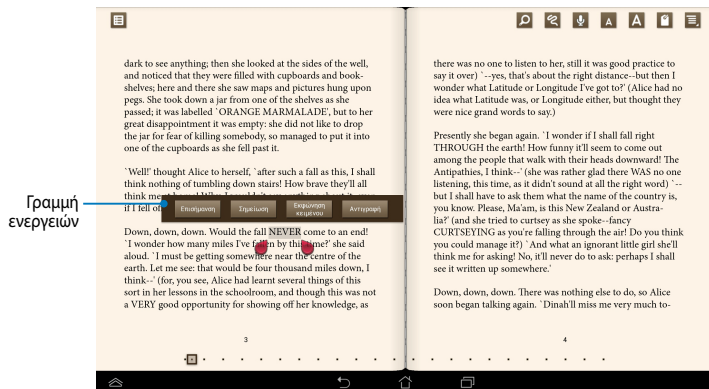 Γραμμή
ενεργειών
A
A
dark to see anything; then she looked at the sides of the well,
and noticed that they were filled with cupboards and book-
shelves; here and there she saw maps and pictures hung upon
pegs. She took down a jar from one of the shelves as she
passed; it was labelled `ORANGE MARMALADE', but to her
great disappointment it was empty: she did not like to drop
the jar for fear of killing somebody, so managed to put it into
one of the cupboards as she fell past it.
`Well!' thought Alice to herself, `after such a fall as this, I shall
think nothing of tumbling down stairs! How brave they'll all
think
if I fell of
Επισήμανση
Σημείωση
Εκφώνηση
κειμένου
Αντιγραφή
Down, down, down. Would the fall NEVER come to an end!
`I wonder how many miles I've fallen by this time?' she said
aloud. `I must be getting somewhere near the centre of the
earth. Let me see: that would be four thousand miles down, I
think--' (for, you see, Alice had learnt several things of this
sort in her lessons in the schoolroom, and though this was not
a VERY good opportunity for showing off her knowledge, as
3
there was no one to listen to her, still it was good practice to
say it over) `--yes, that's about the right distance--but then I
wonder what Latitude or Longitude I've got to?' (Alice had no
idea what Latitude was, or Longitude either, but thought they
were nice grand words to say.)
Presently she began again. `I wonder if I shall fall right
THROUGH the earth! How funny it'll seem to come out
among the people that walk with their heads downward! The
Antipathies, I think--' (she was rather glad there WAS no one
listening, this time, as it didn't sound at all the right word) `--
but I shall have to ask them what the name of the country is,
you know. Please, Ma'am, is this New Zealand or Austra-
lia?' (and she tried to curtsey as she spoke--fancy
CURTSEYING as you're falling through the air! Do you think
you could manage it?) `And what an ignorant little girl she'll
think me for asking! No, it'll never do to ask: perhaps I shall
see it written up somewhere.'
Down, down, down. There was nothing else to do, so Alice
soon began talking again. `Dinah'll miss me very much to-
4